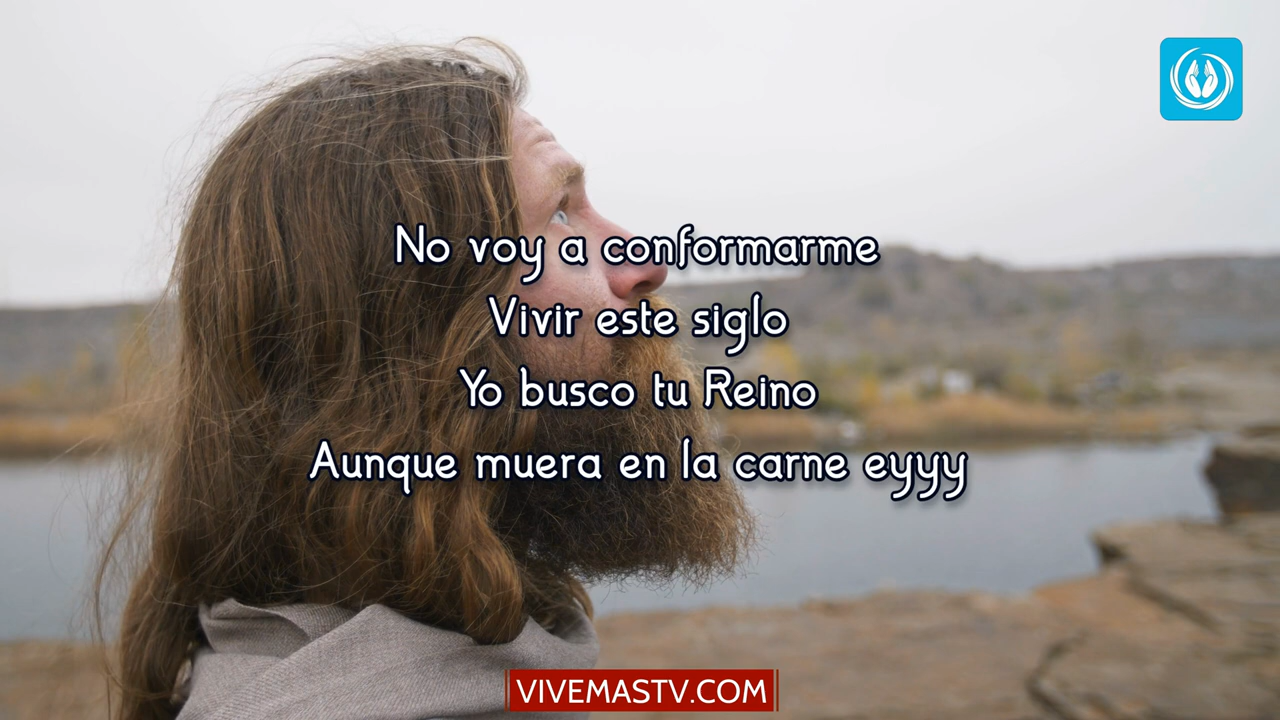 No voy a conformarme
Vivir este siglo
Yo busco tu Reino
Aunque muera en la carne eyyy
VIVEMASTV.COM